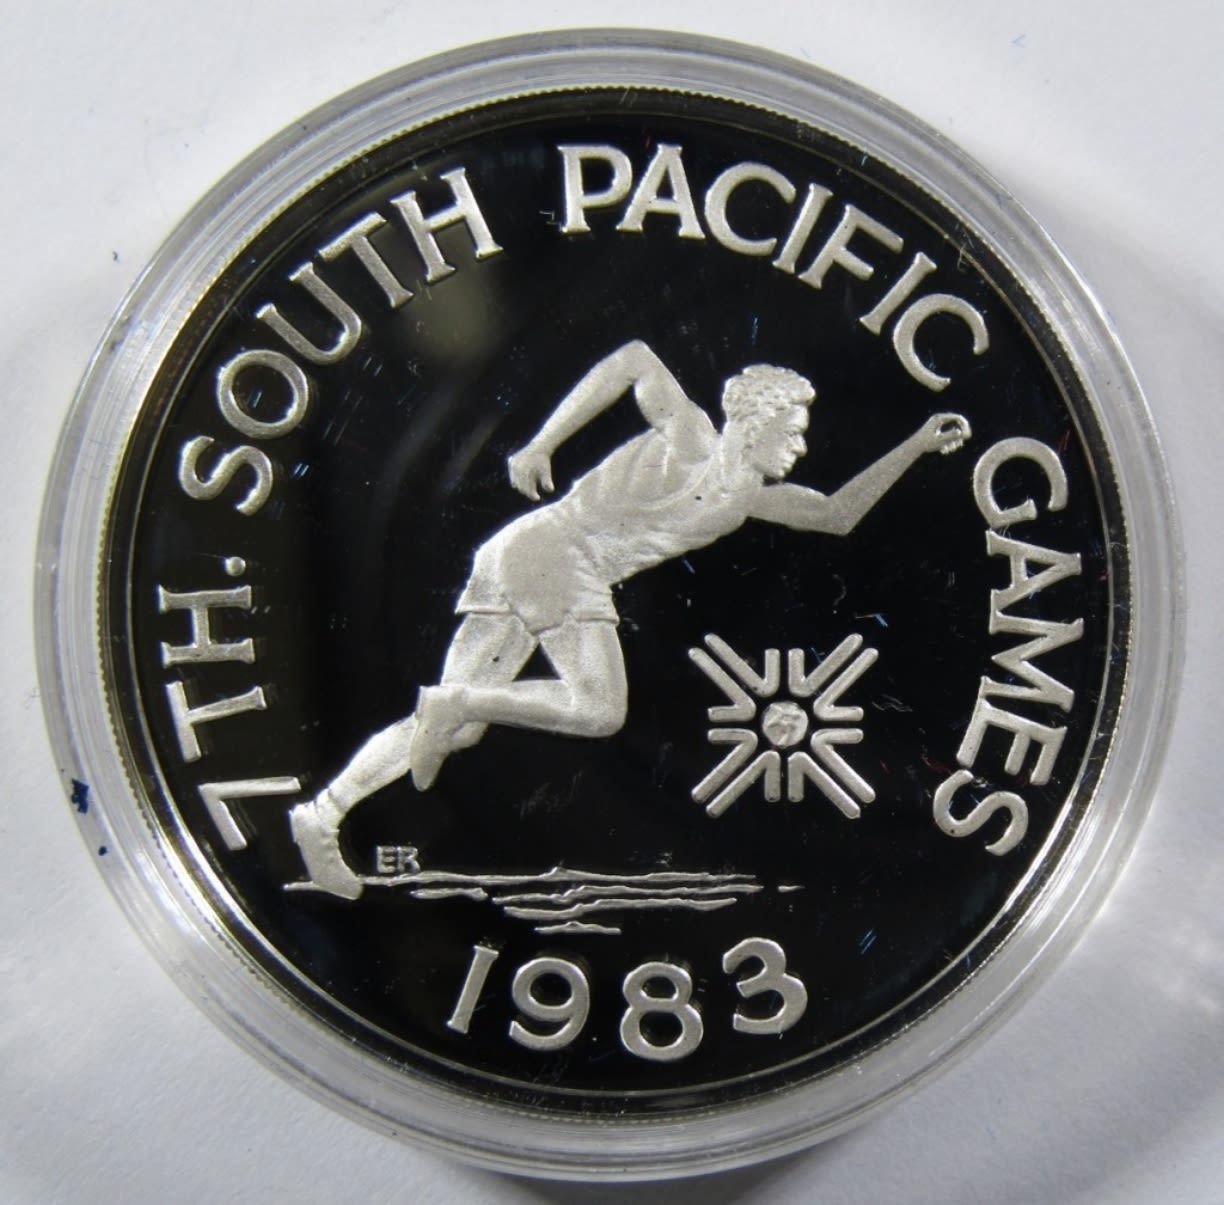 7TH. SOUTH PACIFIC GAMES
ER
1983